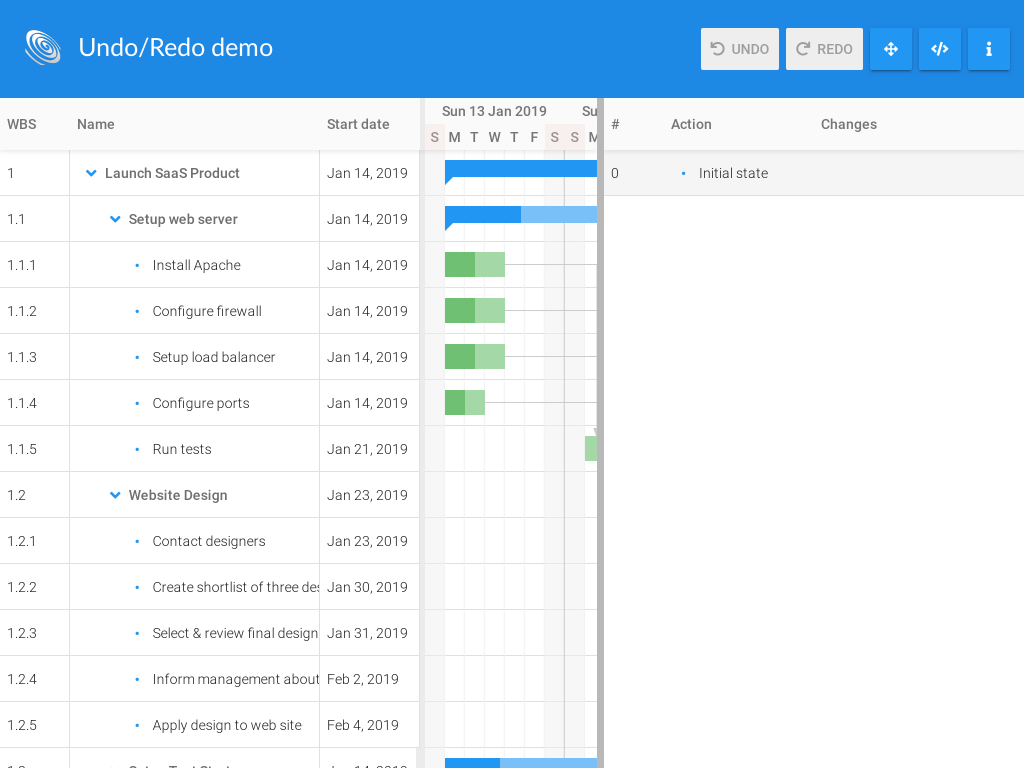 Undo/Redo demo
UNDO
REDO
WBS Name Start date
Sun 13 Jan 2019
S M T W T F S S
# Action Changes
1 Launch SaaS Product Jan 14, 2019
0 Initial state
1.1 Setup web server Jan 14, 2019
1.1.1 Install Apache Jan 14, 2019
1.1.2 Configure firewall Jan 14, 2019
1.1.3 Setup load balancer Jan 14, 2019
1.1.4 Configure ports Jan 14, 2019
1.1.5 Run tests Jan 21, 2019
1.2 Website Design Jan 23, 2019
1.2.1 Contact designers Jan 23, 2019
1.2.2 Create shortlist of three des Jan 30, 2019
1.2.3 Select & review final design Jan 31, 2019
1.2.4 Inform management about Feb 2, 2019
1.2.5 Apply design to web site Feb 4, 2019